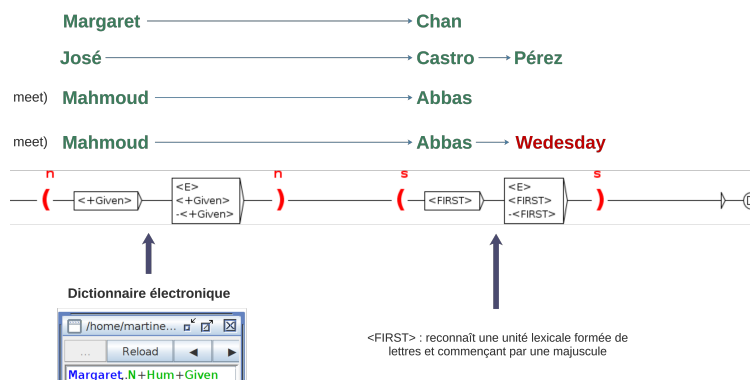 Margaret Chan
José Castro Pérez
meet) Mahmoud Abbas
meet) Mahmoud Abbas Wedesday
n n s s
( ) ( )
<E> <E>
<+Given> <+Given> <FIRST> <FIRST>
-<+Given> -<FIRST>
Dictionnaire électronique
/home/martine...
... Reload
Margaret,.N+Hum+Given
<FIRST> : reconnaît une unité lexicale formée de
lettres et commençant par une majuscule